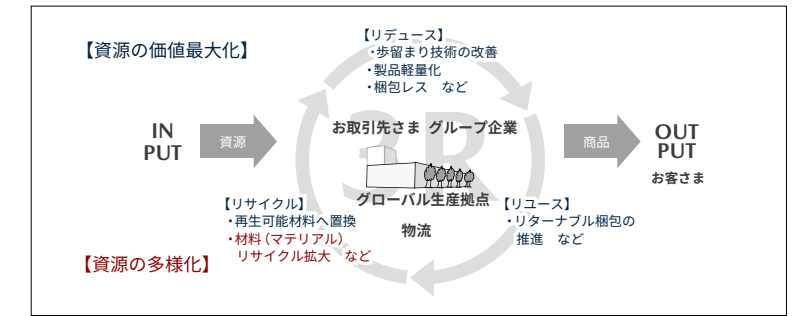 【資源の価値最大化】
【リデュース】
・歩留まり技術の改善
・製品軽量化
・梱包レス　など
IN
PUT
資源
3R
お取引先さま グループ企業
グローバル生産拠点
物流
商品
OUT
PUT
お客さま
【リサイクル】
・再生可能材料へ置換
・材料（マテリアル）
リサイクル拡大　など
【リユース】
・リターナブル梱包の
推進　など
【資源の多様化】